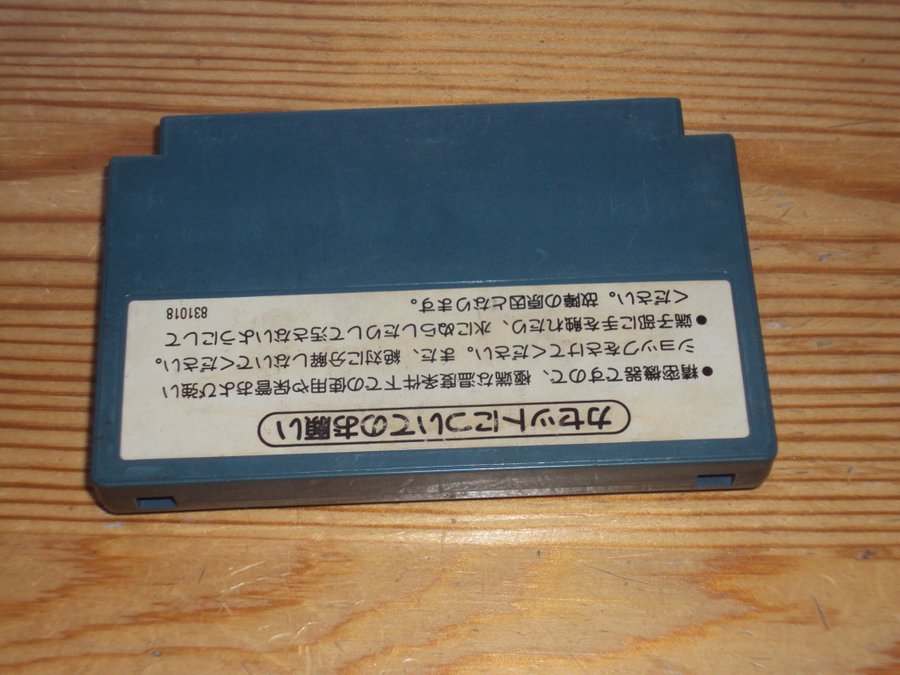 カセットについてのお願い
●精密機器ですので、極端な温度条件下での使用や保管および強い
ショックをさけてください。また、絶対に分解しないでください。
●端子部に手を触れたり、水にぬらしたりして汚さないようにして
ください。故障の原因となります。
831018